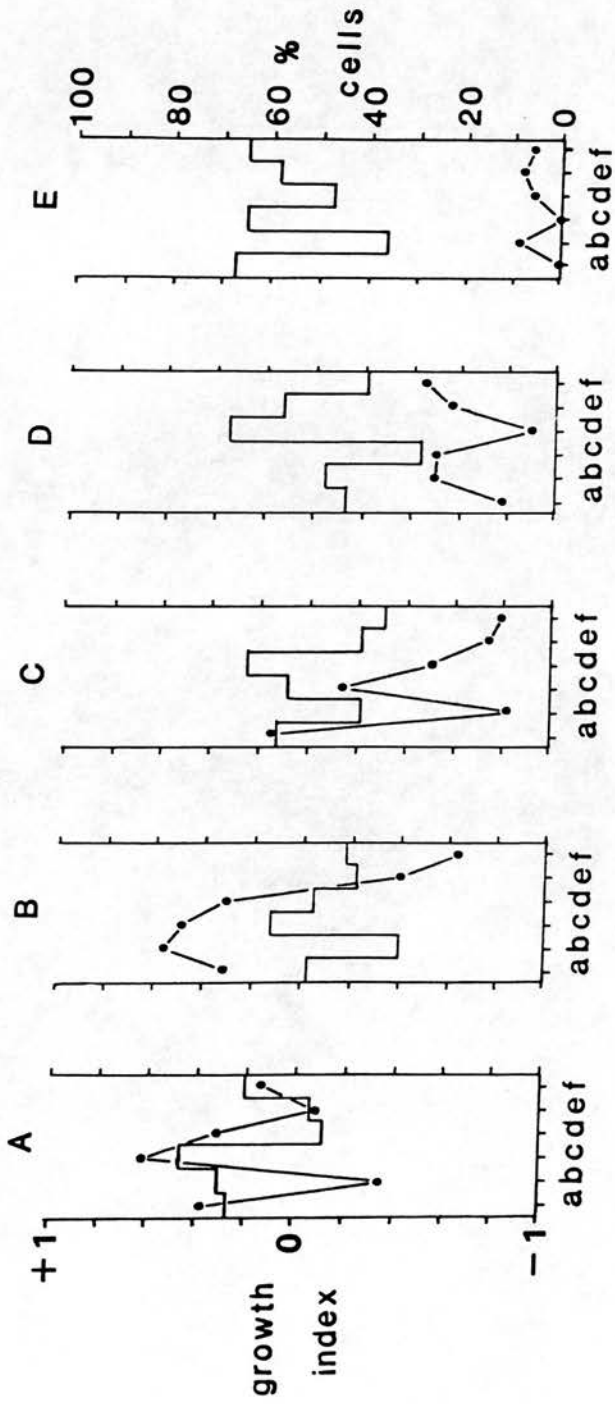 A
B
C
D
E
+1
0
-1
growth
index
100
80
60
40
20
0
%
cells
abcdef
abcdef
abcdef
abcdef
abcdef